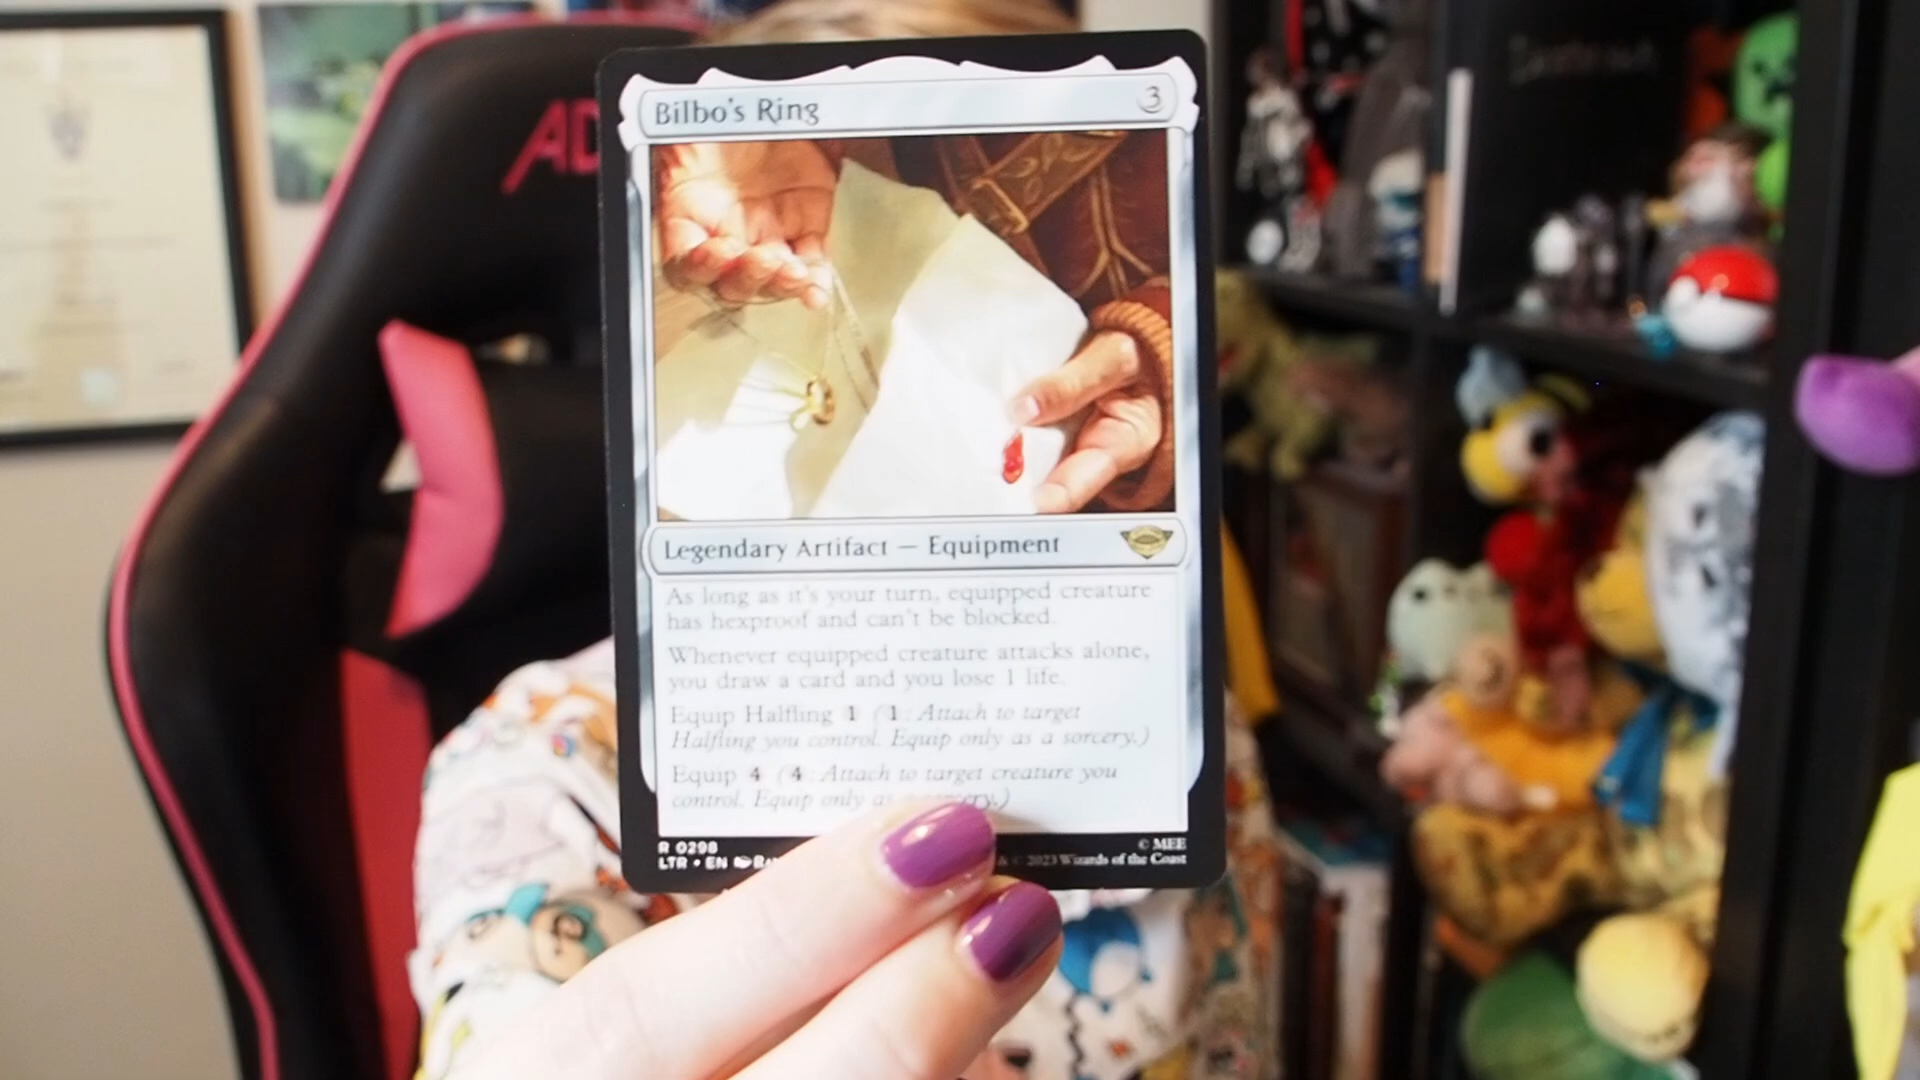 AD
Bilbo's Ring 3
Legendary Artifact — Equipment
As long as it's your turn, equipped creature
has hexproof and can't be blocked.
Whenever equipped creature attacks alone,
you draw a card and you lose 1 life.
Equip Halfling 1 (1: Attach to target
Halfling you control. Equip only as a sorcery.)
Equip 4 (4: Attach to target creature you
control. Equip only as a sorcery.)
R 0298 © MEE
LTR • EN & © 2023 Wizards of the Coast